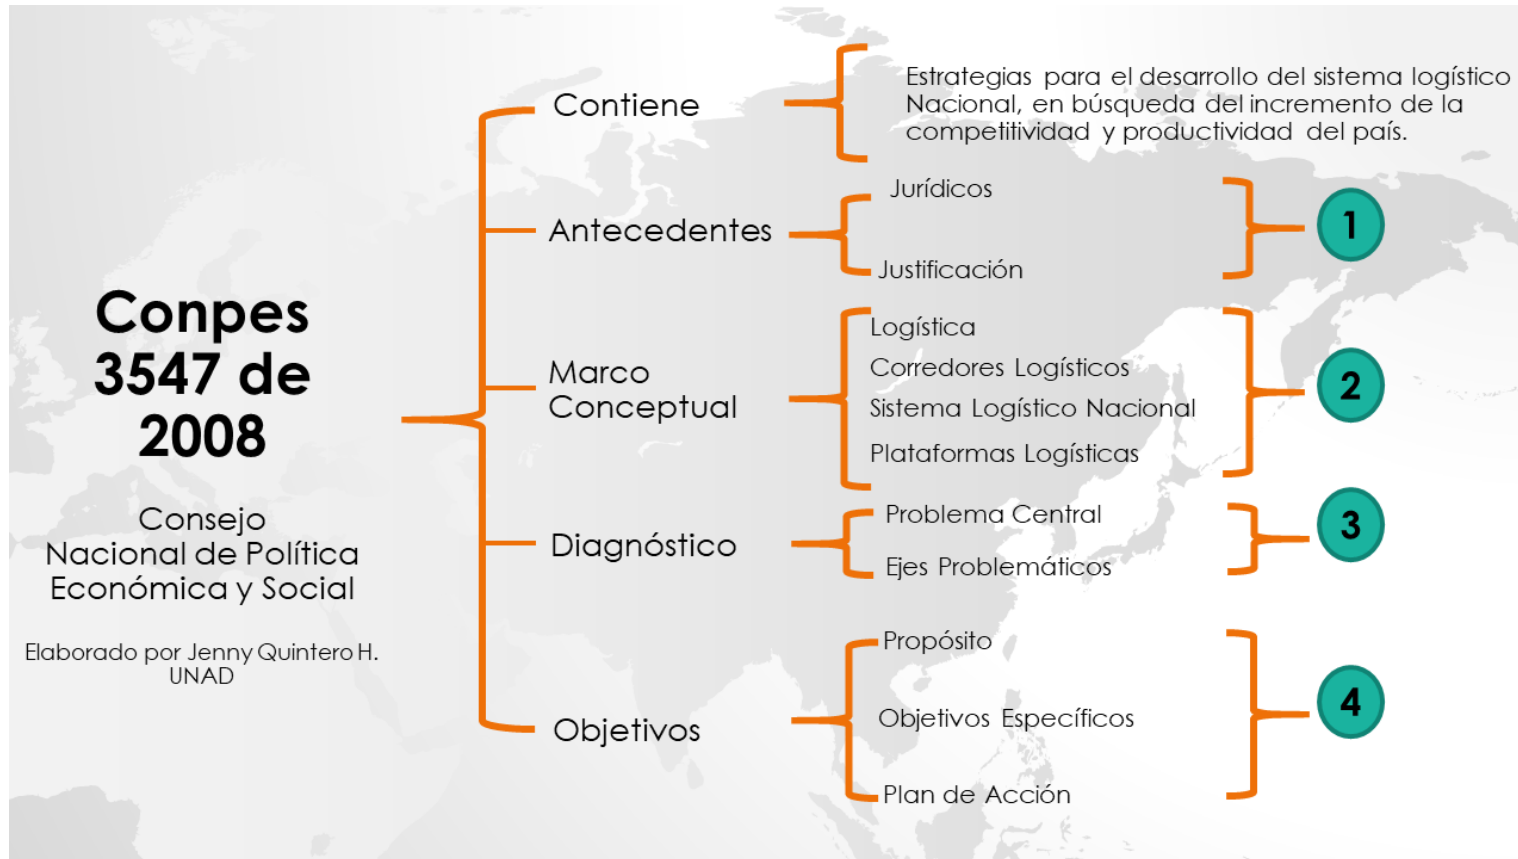 Conpes
3547 de
2008
Consejo
Nacional de Política
Económica y Social
Elaborado por Jenny Quintero H.
UNAD
Contiene
Estrategias para el desarrollo del sistema logístico
Nacional, en búsqueda del incremento de la
competitividad y productividad del país.
Antecedentes
Jurídicos
Justificación
1
Marco
Conceptual
Logística
Corredores Logísticos
Sistema Logístico Nacional
Plataformas Logísticas
2
Diagnóstico
Problema Central
Ejes Problemáticos
3
Objetivos
Propósito
Objetivos Específicos
Plan de Acción
4